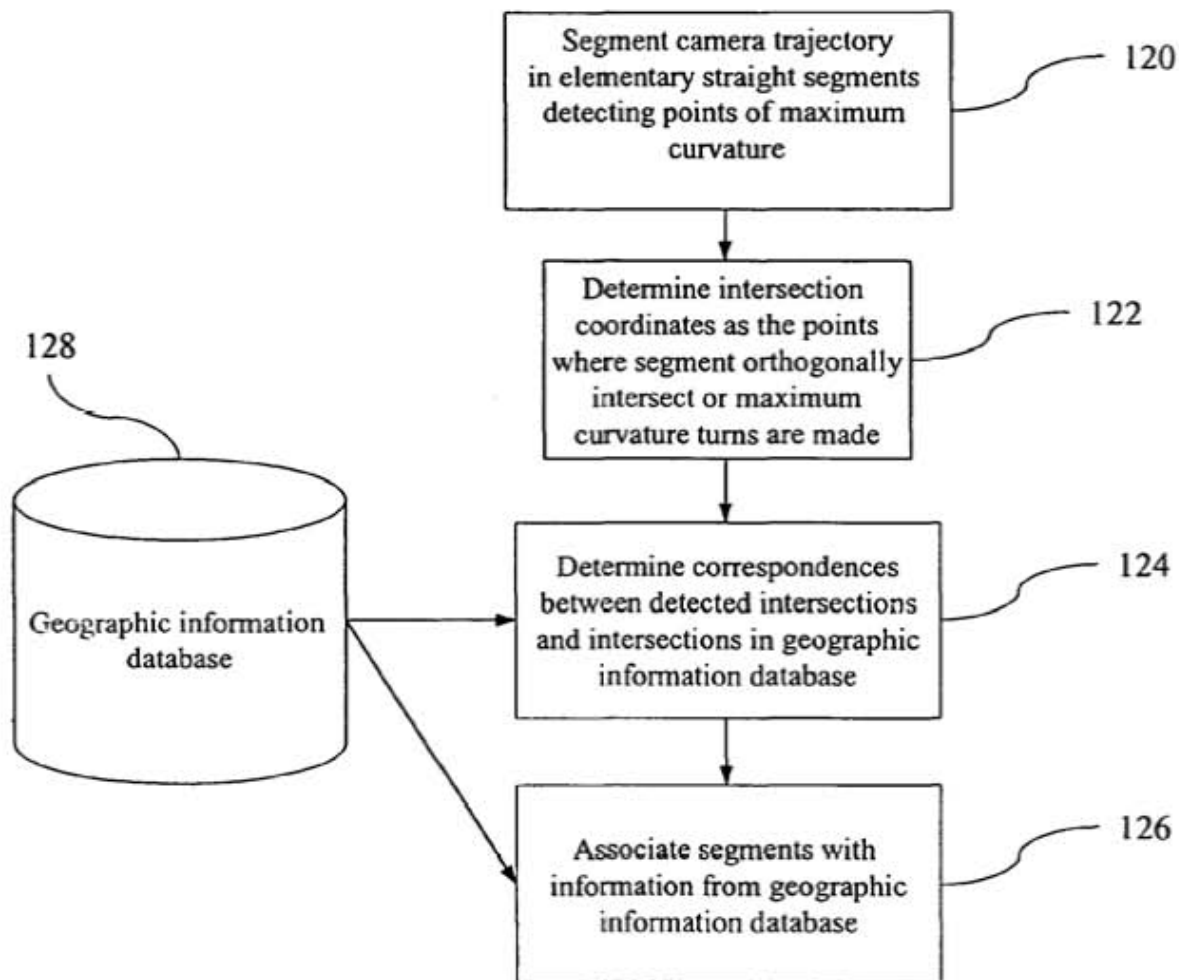 Segment camera trajectory
in elementary straight segments
detecting points of maximum
curvature
120
Determine intersection
coordinates as the points
where segment orthogonally
intersect or maximum
curvature turns are made
122
128
Geographic information
database
Determine correspondences
between detected intersections
and intersections in geographic
information database
124
Associate segments with
information from geographic
information database
126